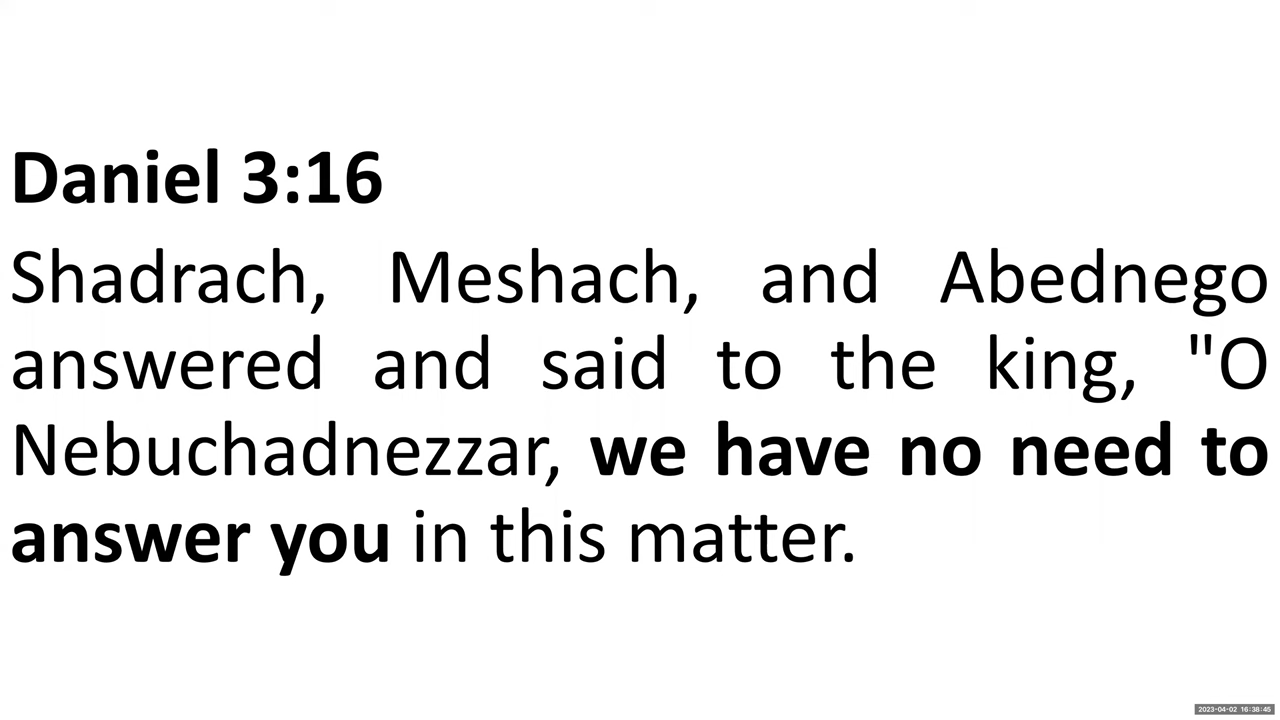 Daniel 3:16
Shadrach, Meshach, and Abednego
answered and said to the king, "O
Nebuchadnezzar, we have no need to
answer you in this matter.
2023-04-02 16:38:45